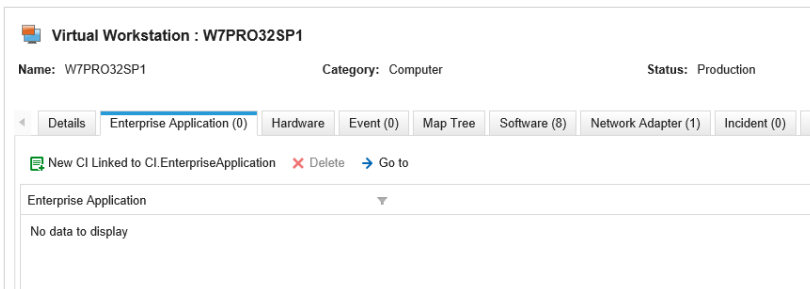 Virtual Workstation : W7PRO32SP1
Name: W7PRO32SP1 Category: Computer Status: Production
Details Enterprise Application (0) Hardware Event (0) Map Tree Software (8) Network Adapter (1) Incident (0)
New CI Linked to CI.EnterpriseApplication Delete Go to
Enterprise Application
No data to display